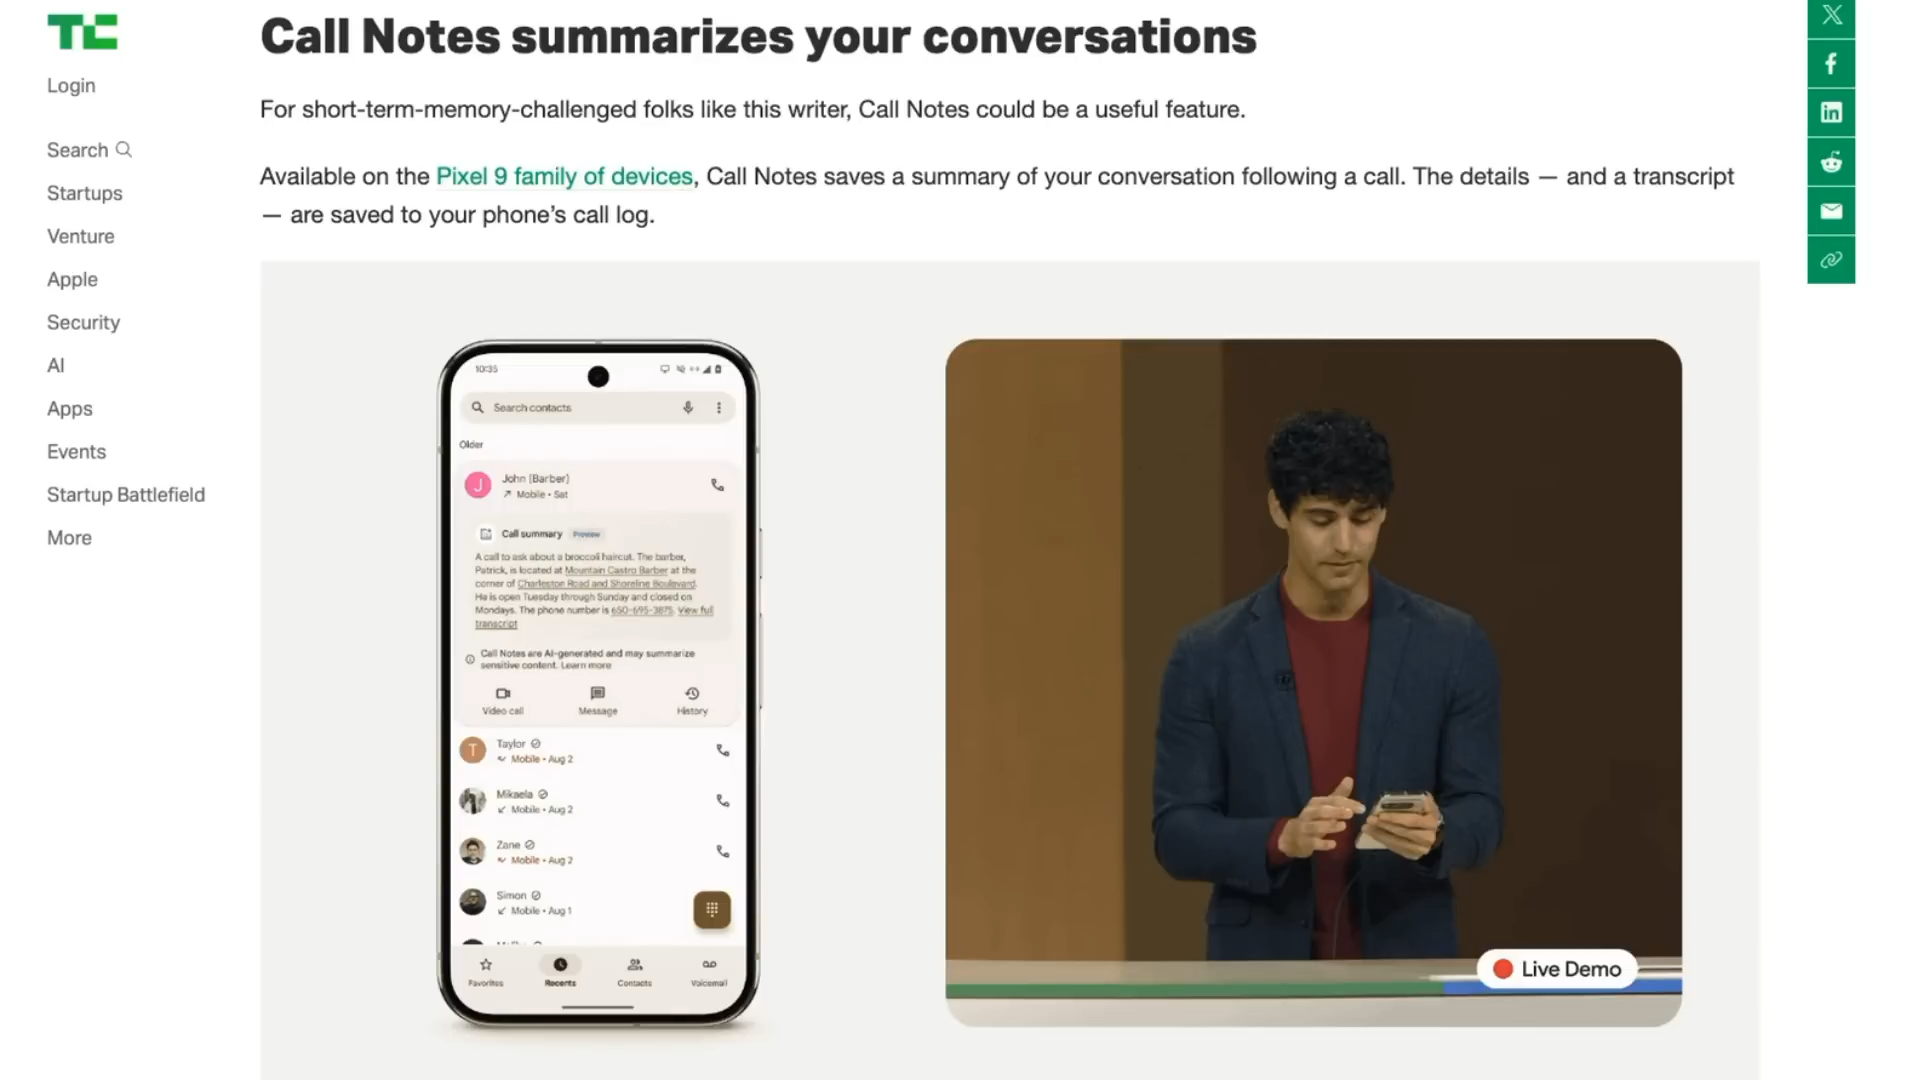 TC
Login
Search
Startups
Venture
Apple
Security
AI
Apps
Events
Startup Battlefield
More
Call Notes summarizes your conversations
For short-term-memory-challenged folks like this writer, Call Notes could be a useful feature.
Available on the Pixel 9 family of devices, Call Notes saves a summary of your conversation following a call. The details — and a transcript
— are saved to your phone’s call log.
10:35
Search contacts
Older
J
John (Barber)
Mobile • Sat
Call summary Preview
A call to ask about a broccoli haircut. The barber,
Patrick, is located at Mountain Castro Barber at the
corner of Charleston Road and Shoreline Boulevard.
He is open Tuesday through Sunday and closed on
Mondays. The phone number is 650-695-3875. View full
transcript
Call Notes are AI-generated and may summarize
sensitive content. Learn more
Video call
Message
History
T
Taylor
Mobile • Aug 2
Mikaela
Mobile • Aug 2
Zane
Mobile • Aug 2
Simon
Mobile • Aug 1
Favorites
Recents
Contacts
Voicemail
Live Demo
X
f
in